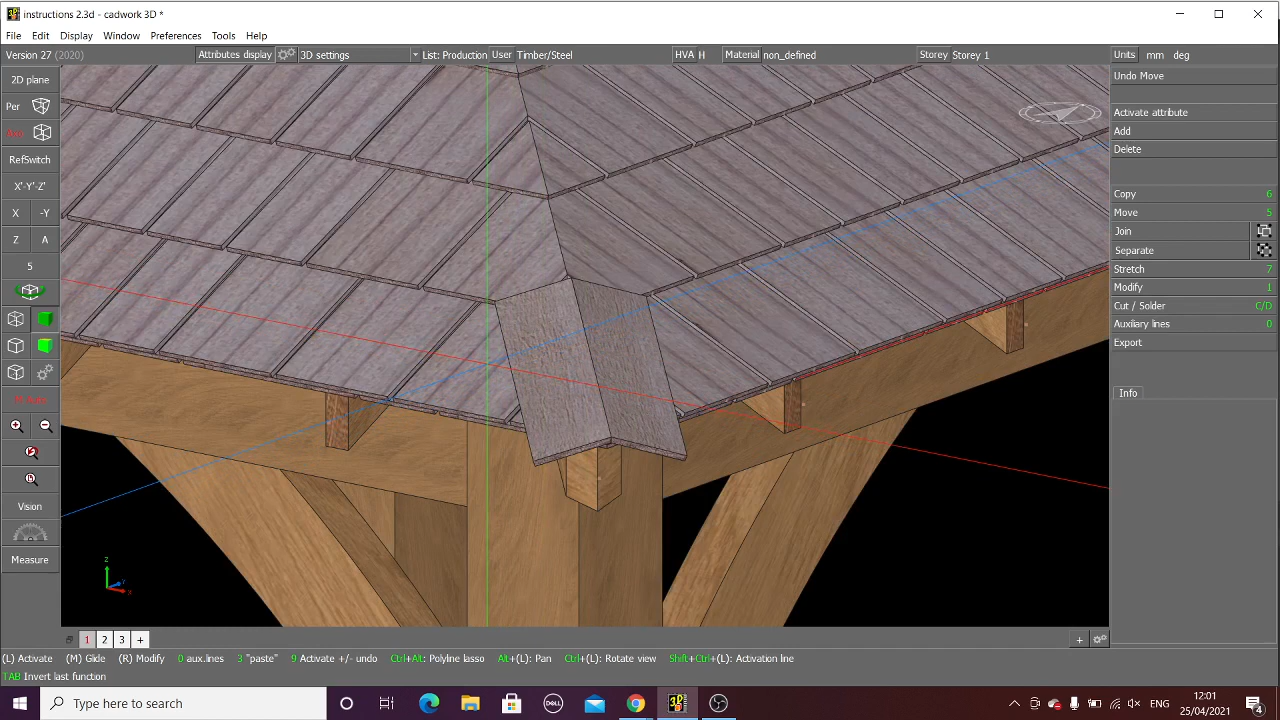 instructions 2.3d - cadwork 3D *
File Edit Display Window Preferences Tools Help
Version 27 (2020) Attributes display 3D settings List: Production User Timber/Steel HVA H Material non_defined Storey Storey 1 Units mm deg
2D plane
Per
Axo
RefSwitch
X'-Y'-Z'
X -Y
Z A
5
Vision
Measure
Undo Move
Activate attribute
Add
Delete
Copy 6
Move 5
Join
Separate
Stretch 7
Modify 1
Cut / Solder C/D
Auxilary lines 0
Export
Info
z
1 2 3 +
+
(L) Activate (M) Glide (R) Modify 0 aux.lines 3 "paste" 9 Activate +/- undo Ctrl+Alt: Polyline lasso Alt+(L): Pan Ctrl+(L): Rotate view Shift+Ctrl+(L): Activation line
TAB Invert last function
Type here to search
DELL
3D
ENG
12:01
25/04/2021
4